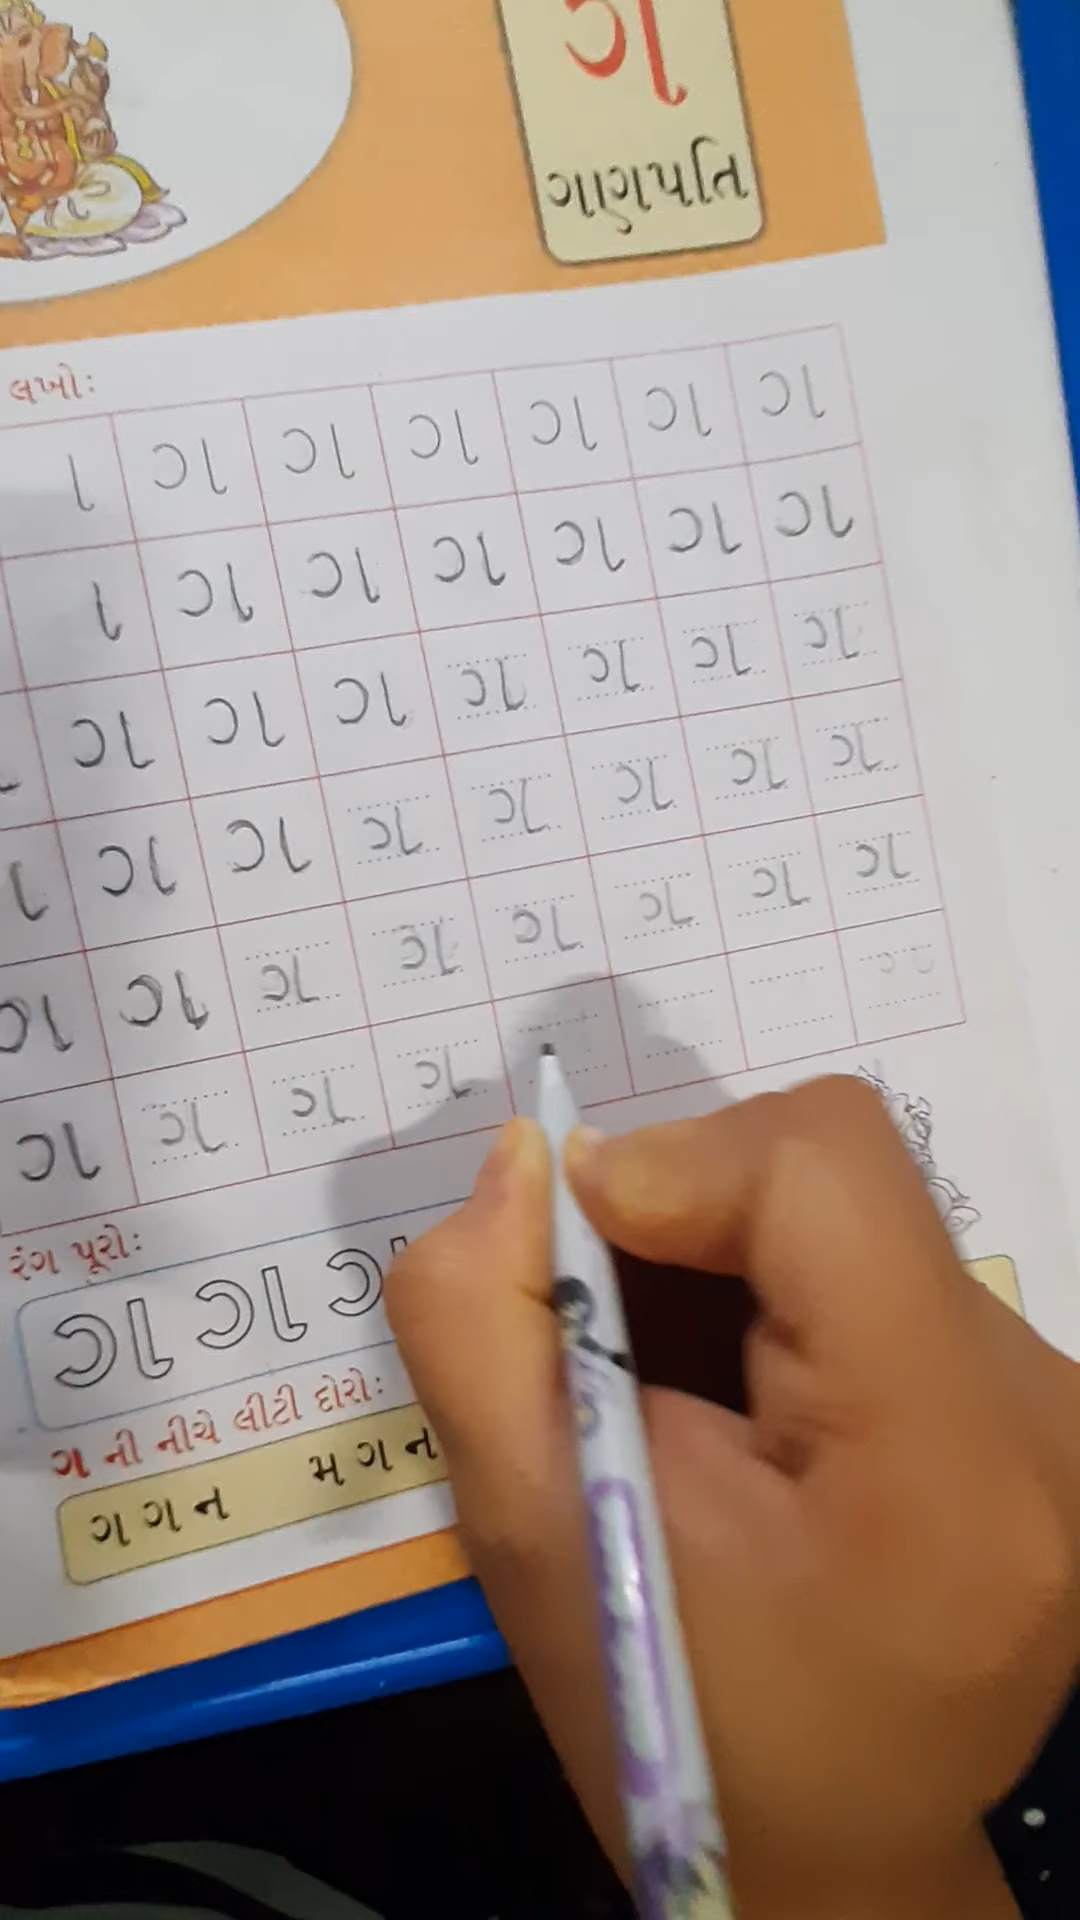 ગ
ગણપતિ
લખોઃ
ગ ગ ગ ગ ગ ગ
ગ ગ ગ ગ ગ ગ
ગ ગ ગ ગ ગ ગ ગ
ગ ગ ગ ગ ગ ગ ગ
ગ ગ ગ ગ ગ ગ ગ ગ
ગ ગ ગ ગ
રંગ પૂરોઃ
ગ ગ
ગ ની નીચે લીટી દોરોઃ
ગ ગ ન મ ગ ન